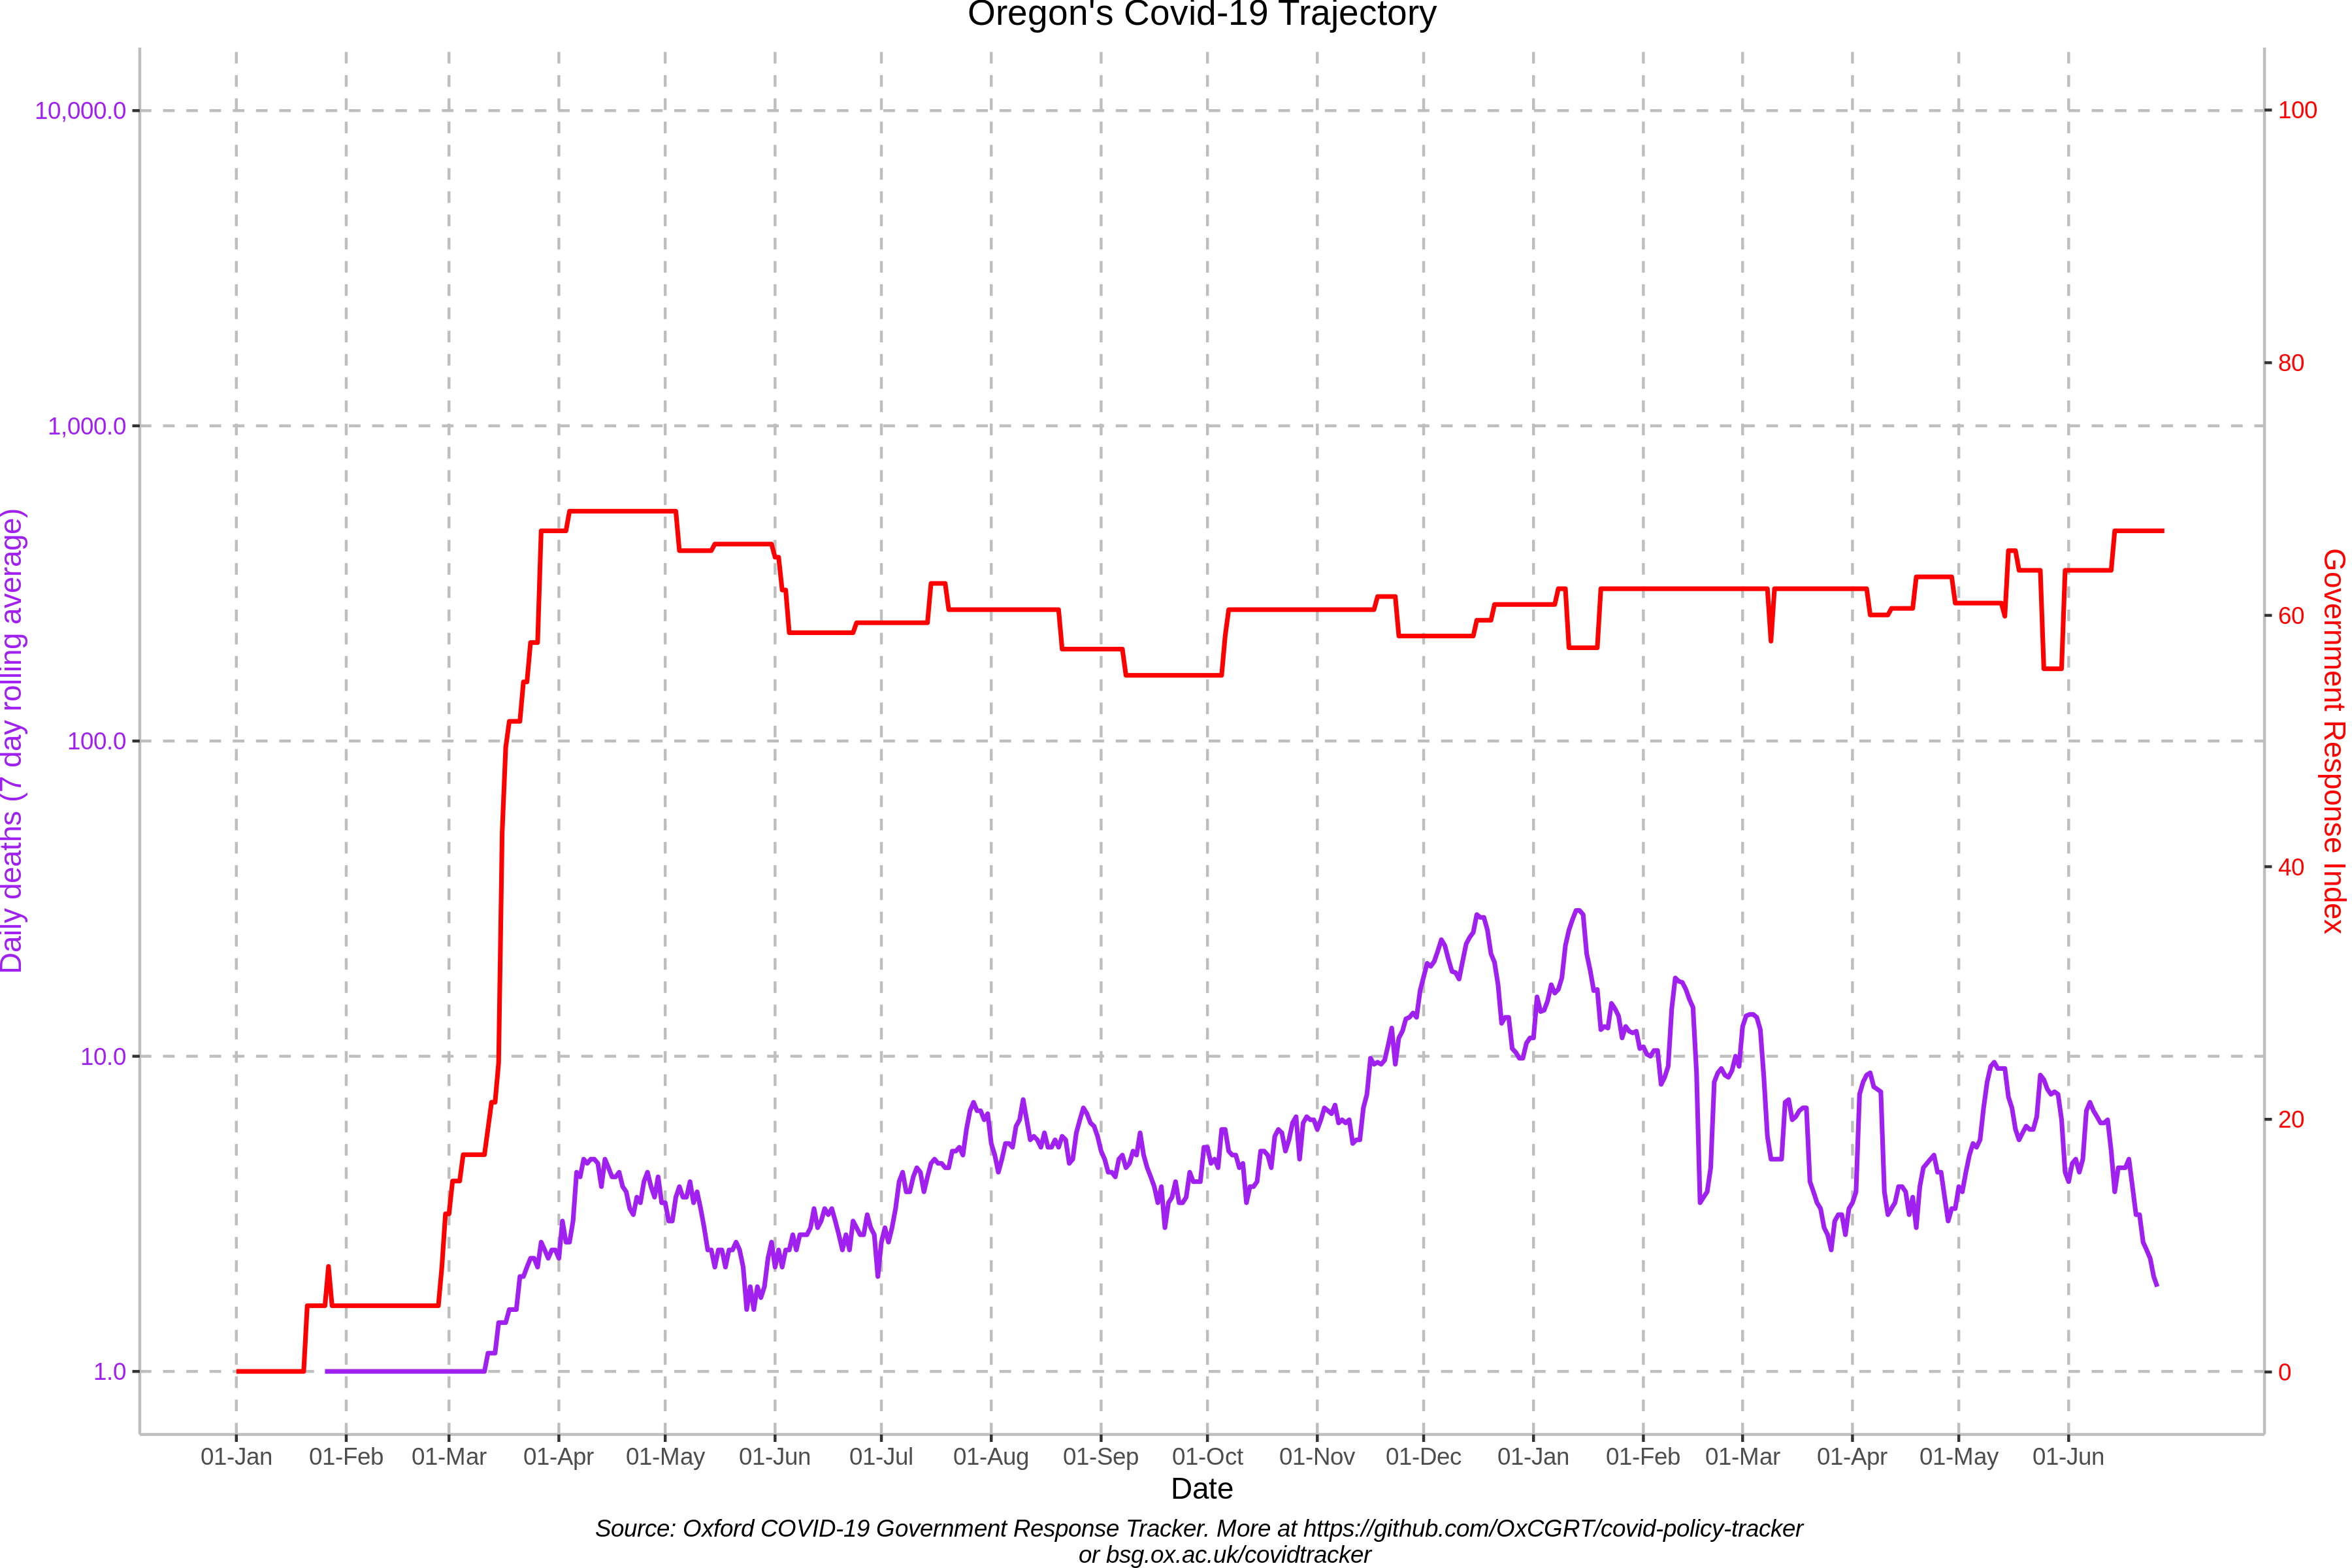 Oregon's Covid-19 Trajectory
10,000.0
1,000.0
100.0
10.0
1.0
Daily deaths (7 day rolling average)
100
80
60
40
20
0
Government Response Index
01-Jan 01-Feb 01-Mar 01-Apr 01-May 01-Jun 01-Jul 01-Aug 01-Sep 01-Oct 01-Nov 01-Dec 01-Jan 01-Feb 01-Mar 01-Apr 01-May 01-Jun
Date
Source: Oxford COVID-19 Government Response Tracker. More at https://github.com/OxCGRT/covid-policy-tracker
or bsg.ox.ac.uk/covidtracker